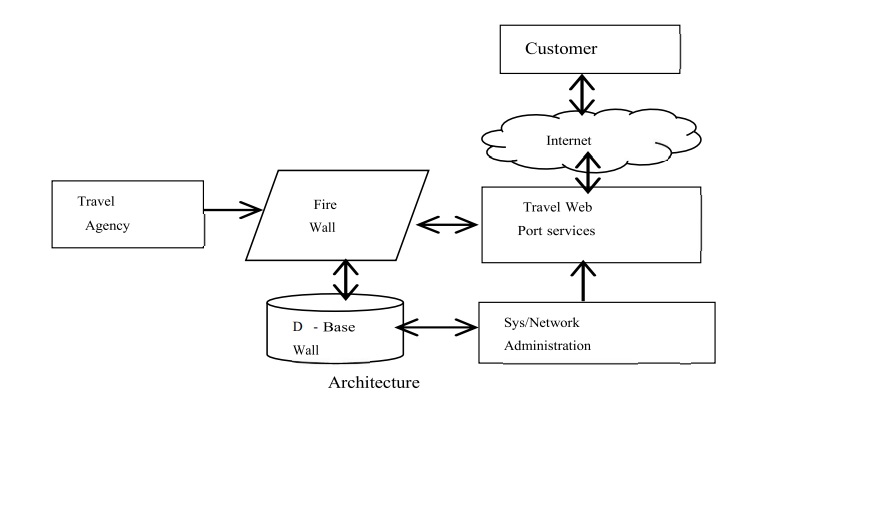 Customer
Internet
Travel
Agency
Fire
Wall
Travel Web
Port services
D - Base
Wall
Sys/Network
Administration
Architecture